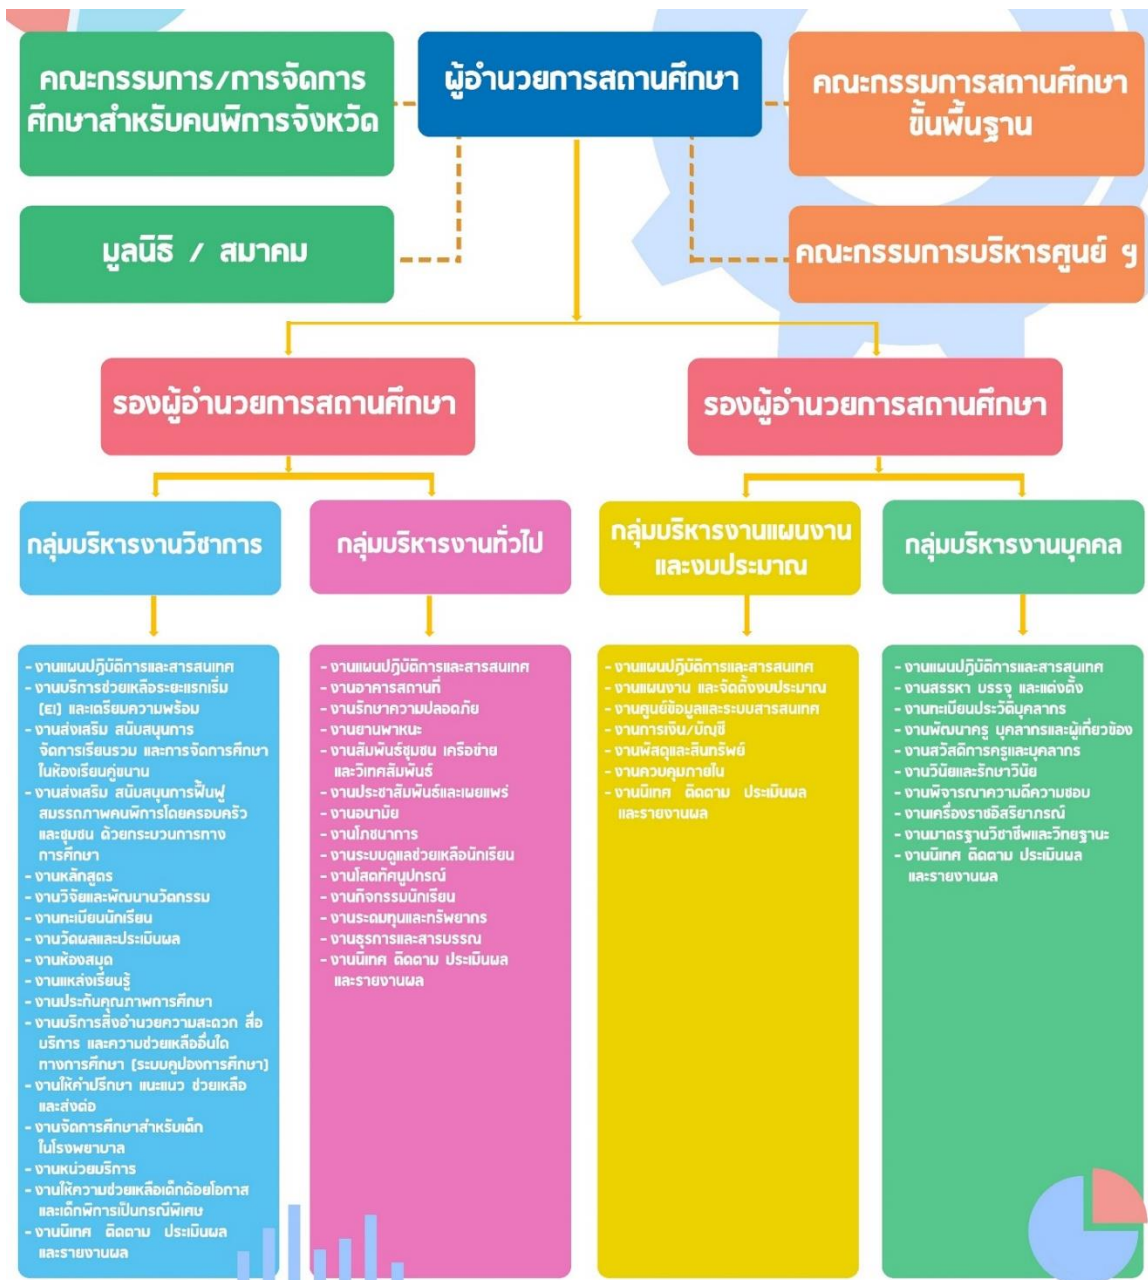 คณะกรรมการ/การจัดการ
ศึกษาสำหรับคนพิการจังหวัด
ผู้อำนวยการสถานศึกษา
คณะกรรมการสถานศึกษา
ขั้นพื้นฐาน
มูลนิธิ / สมาคม
คณะกรรมการบริหารศูนย์ ฯ
รองผู้อำนวยการสถานศึกษา
รองผู้อำนวยการสถานศึกษา
กลุ่มบริหารงานวิชาการ
กลุ่มบริหารงานทั่วไป
กลุ่มบริหารงานแผนงาน
และงบประมาณ
กลุ่มบริหารงานบุคคล
- งานแผนปฏิบัติการและสารสนเทศ
- งานบริการช่วยเหลือระยะแรกเริ่ม
(EI) และเตรียมความพร้อม
- งานส่งเสริม สนับสนุนการ
จัดการเรียนรวม และการจัดการศึกษา
ในห้องเรียนคู่ขนาน
- งานส่งเสริม สนับสนุนการฟื้นฟู
สมรรถภาพคนพิการโดยครอบครัว
และชุมชน ด้วยกระบวนการทาง
การศึกษา
- งานหลักสูตร
- งานวิจัยและพัฒนานวัตกรรม
- งานทะเบียนนักเรียน
- งานวัดผลและประเมินผล
- งานห้องสมุด
- งานแหล่งเรียนรู้
- งานประกันคุณภาพการศึกษา
- งานบริการสิ่งอำนวยความสะดวก สื่อ
บริการ และความช่วยเหลืออื่นใด
ทางการศึกษา (ระบบคูปองการศึกษา)
- งานให้คำปรึกษา แนะแนว ช่วยเหลือ
และส่งต่อ
- งานจัดการศึกษาสำหรับเด็ก
ในโรงพยาบาล
- งานหน่วยบริการ
- งานให้ความช่วยเหลือเด็กด้อยโอกาส
และเด็กพิการเป็นกรณีพิเศษ
- งานนิเทศ ติดตาม ประเมินผล
และรายงานผล
- งานแผนปฏิบัติการและสารสนเทศ
- งานอาคารสถานที่
- งานรักษาความปลอดภัย
- งานยานพาหนะ
- งานสัมพันธ์ชุมชน เครือข่าย
และวิเทศสัมพันธ์
- งานประชาสัมพันธ์และเผยแพร่
- งานอนามัย
- งานโภชนาการ
- งานระบบดูแลช่วยเหลือนักเรียน
- งานโสตทัศนูปกรณ์
- งานกิจกรรมนักเรียน
- งานระดมทุนและทรัพยากร
- งานธุรการและสารบรรณ
- งานนิเทศ ติดตาม ประเมินผล
และรายงานผล
- งานแผนปฏิบัติการและสารสนเทศ
- งานแผนงาน และจัดตั้งงบประมาณ
- งานศูนย์ข้อมูลและระบบสารสนเทศ
- งานการเงิน/บัญชี
- งานพัสดุและสินทรัพย์
- งานควบคุมภายใน
- งานนิเทศ ติดตาม ประเมินผล
และรายงานผล
- งานแผนปฏิบัติการและสารสนเทศ
- งานสรรหา บรรจุ และแต่งตั้ง
- งานทะเบียนประวัติบุคลากร
- งานพัฒนาครู บุคลากรและผู้เกี่ยวข้อง
- งานสวัสดิการครูและบุคลากร
- งานวินัยและรักษาวินัย
- งานพิจารณาความดีความชอบ
- งานเครื่องราชอิสริยาภรณ์
- งานมาตรฐานวิชาชีพและวิทยฐานะ
- งานนิเทศ ติดตาม ประเมินผล
และรายงานผล